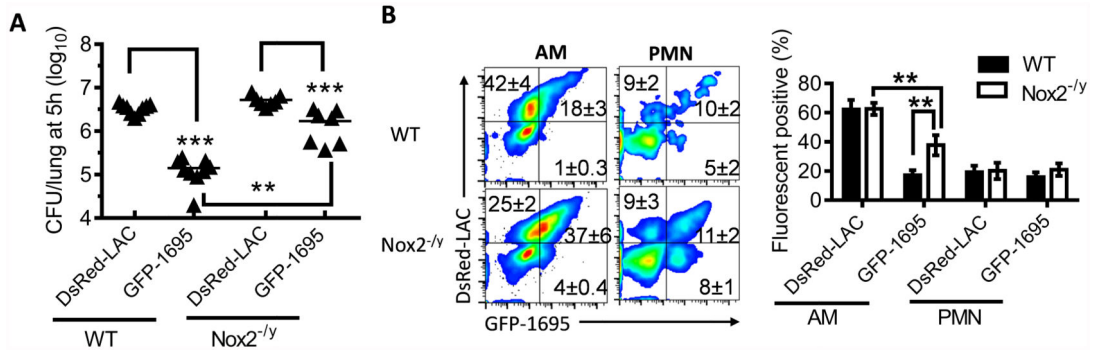 A
CFU/lung at 5h (log10)
8
7
6
5
4
***
**
***
DsRed-LAC
GFP-1695
DsRed-LAC
GFP-1695
WT
Nox2-/y
B
AM
PMN
WT
42±4
18±3
1±0.3
9±2
10±2
5±2
Nox2-/y
25±2
37±6
4±0.4
9±3
11±2
8±1
DsRed-LAC
GFP-1695
Fluorescent positive (%)
80
60
40
20
0
**
**
WT
Nox2-/y
DsRed-LAC
GFP-1695
DsRed-LAC
GFP-1695
AM
PMN